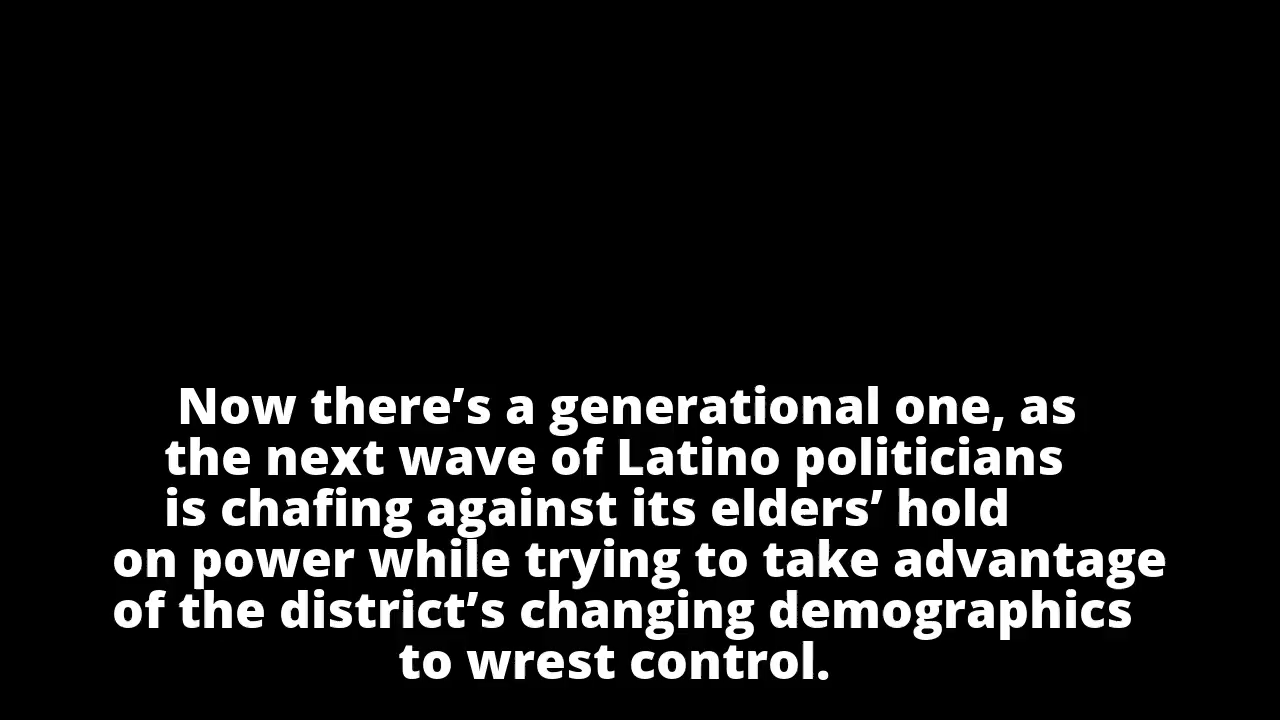 Now there’s a generational one, as
the next wave of Latino politicians
is chafing against its elders’ hold
on power while trying to take advantage
of the district’s changing demographics
to wrest control.